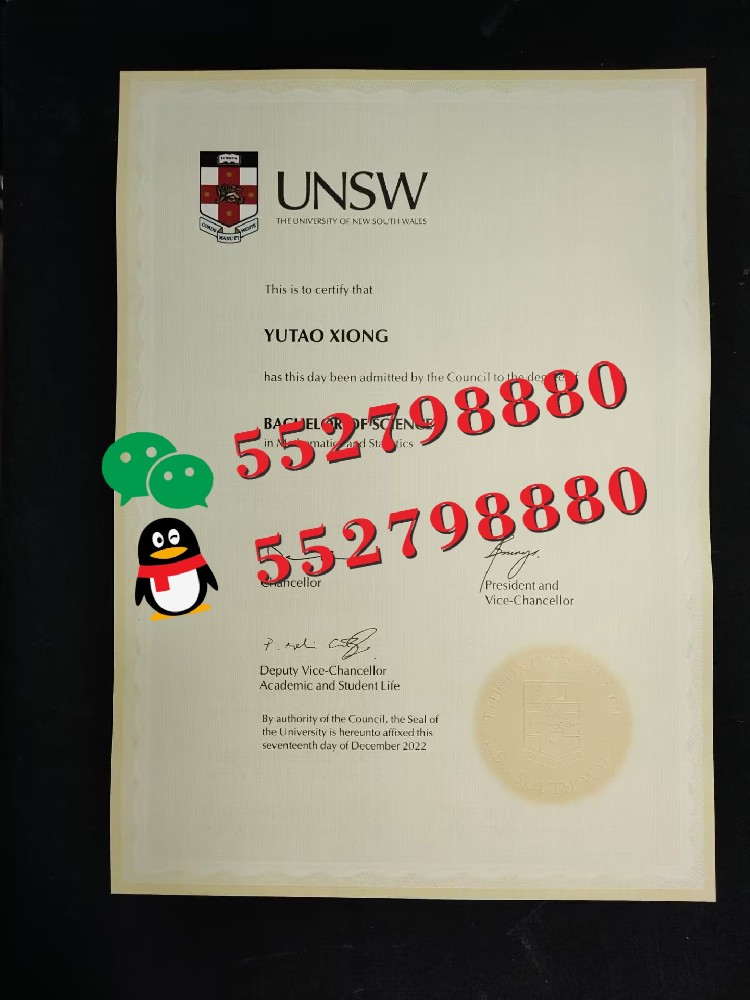 UNSW
THE UNIVERSITY OF NEW SOUTH WALES
This is to certify that
YUTAO XIONG
has this day been admitted by the Council to the degree of
BACHELOR OF SCIENCE
in Mathematics and Statistics
552798880
552798880
Chancellor
President and
Vice-Chancellor
Deputy Vice-Chancellor
Academic and Student Life
By authority of the Council, the Seal of
the University is hereunto affixed this
seventeenth day of December 2022